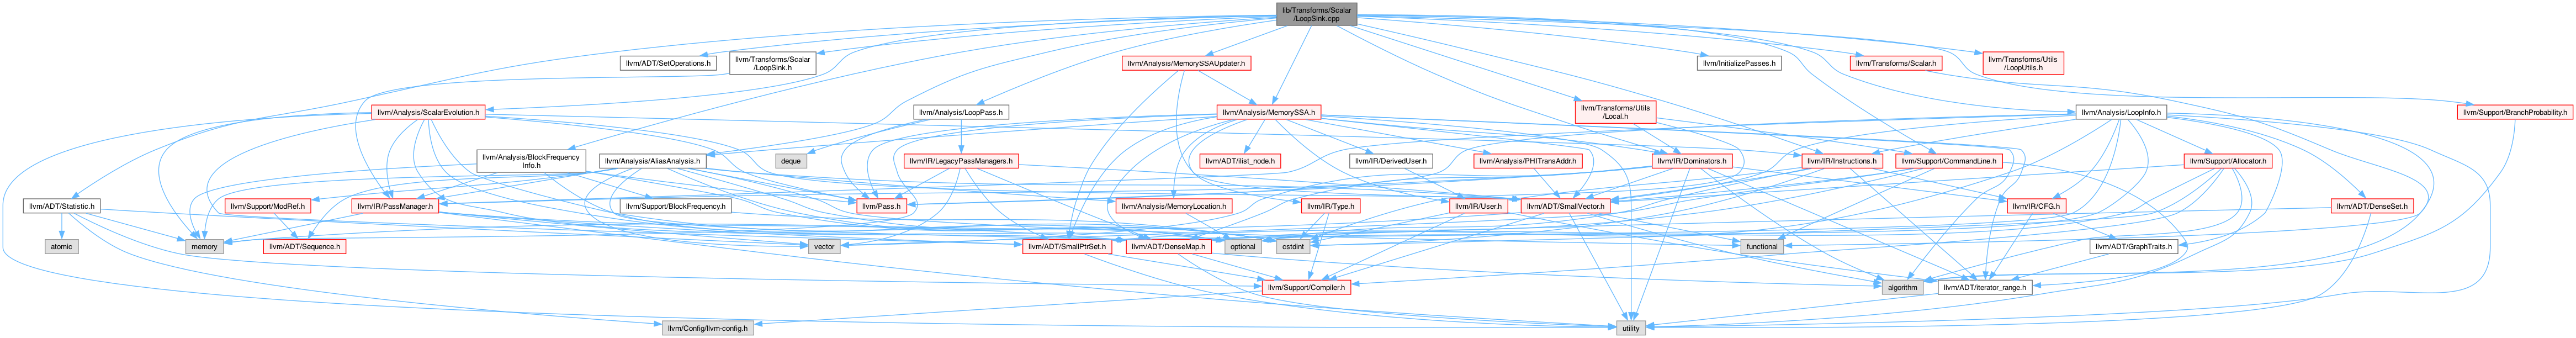 lib/Transforms/Scalar
/LoopSink.cpp
llvm/ADT/SetOperations.h
llvm/Transforms/Scalar
/LoopSink.h
llvm/Analysis/MemorySSAUpdater.h
llvm/InitializePasses.h
llvm/Transforms/Scalar.h
llvm/Transforms/Utils
/LoopUtils.h
llvm/Analysis/ScalarEvolution.h
llvm/Analysis/LoopPass.h
llvm/Analysis/MemorySSA.h
llvm/Transforms/Utils
/Local.h
llvm/Analysis/LoopInfo.h
llvm/Support/BranchProbability.h
llvm/Analysis/BlockFrequency
Info.h
llvm/Analysis/AliasAnalysis.h
deque
llvm/IR/LegacyPassManagers.h
llvm/ADT/ilist_node.h
llvm/IR/DerivedUser.h
llvm/Analysis/PHITransAddr.h
llvm/IR/Dominators.h
llvm/IR/Instructions.h
llvm/Support/CommandLine.h
llvm/Support/Allocator.h
llvm/ADT/Statistic.h
llvm/Support/ModRef.h
llvm/IR/PassManager.h
llvm/Support/BlockFrequency.h
llvm/Pass.h
llvm/Analysis/MemoryLocation.h
llvm/IR/Type.h
llvm/IR/User.h
llvm/ADT/SmallVector.h
llvm/IR/CFG.h
llvm/ADT/DenseSet.h
atomic
memory
llvm/ADT/Sequence.h
vector
llvm/ADT/SmallPtrSet.h
llvm/ADT/DenseMap.h
optional
cstdint
functional
llvm/ADT/GraphTraits.h
llvm/Support/Compiler.h
algorithm
llvm/ADT/iterator_range.h
llvm/Config/llvm-config.h
utility